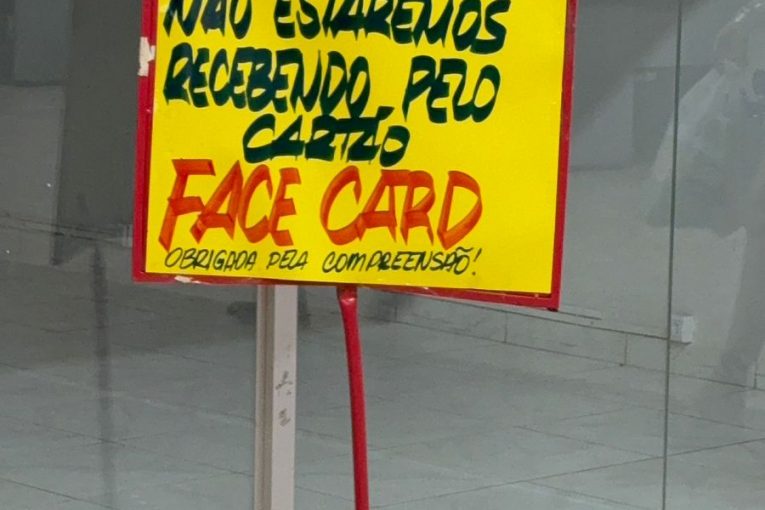 NÃO ESTAREMOS
RECEBENDO PELO
CARTÃO
FACE CARD
OBRIGADA PELA COMPREENSÃO!